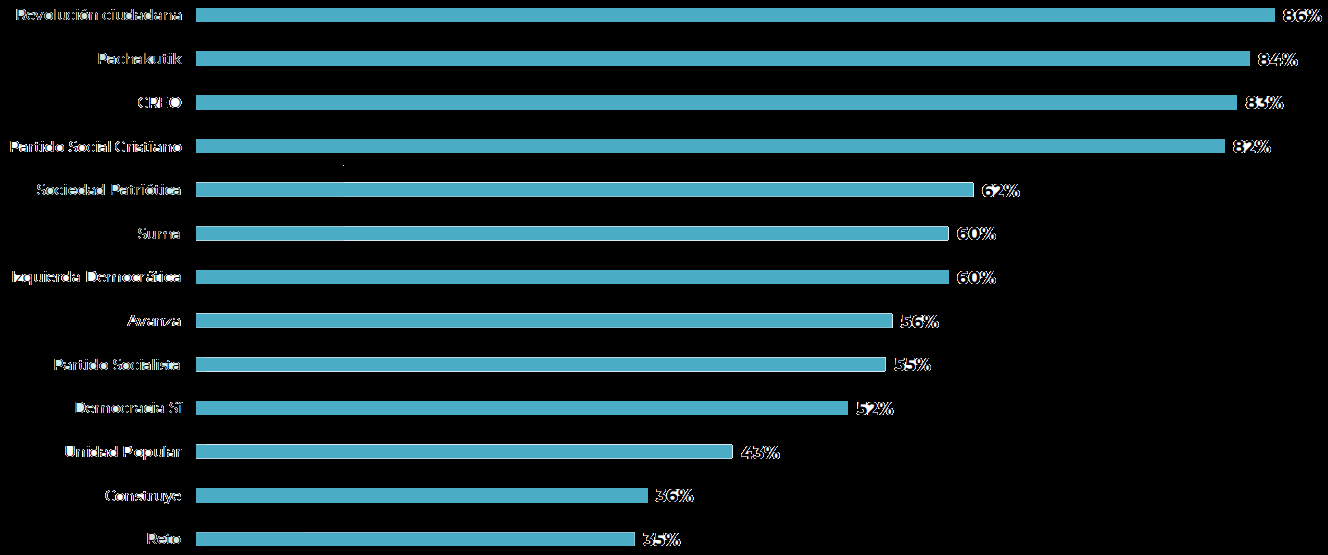 Revolución ciudadana 86%
Pachakutik 84%
CREO 83%
Partido Social Cristiano 82%
Sociedad Patriótica 62%
Suma 60%
Izquierda Democrática 60%
Avanza 56%
Partido Socialista 55%
Democracia Sí 52%
Unidad Popular 43%
Construye 36%
Reto 35%